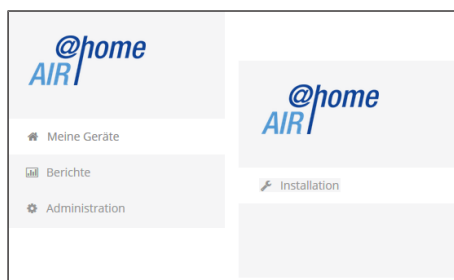 @home
AIR
Meine Geräte
Berichte
Administration
@home
AIR
Installation